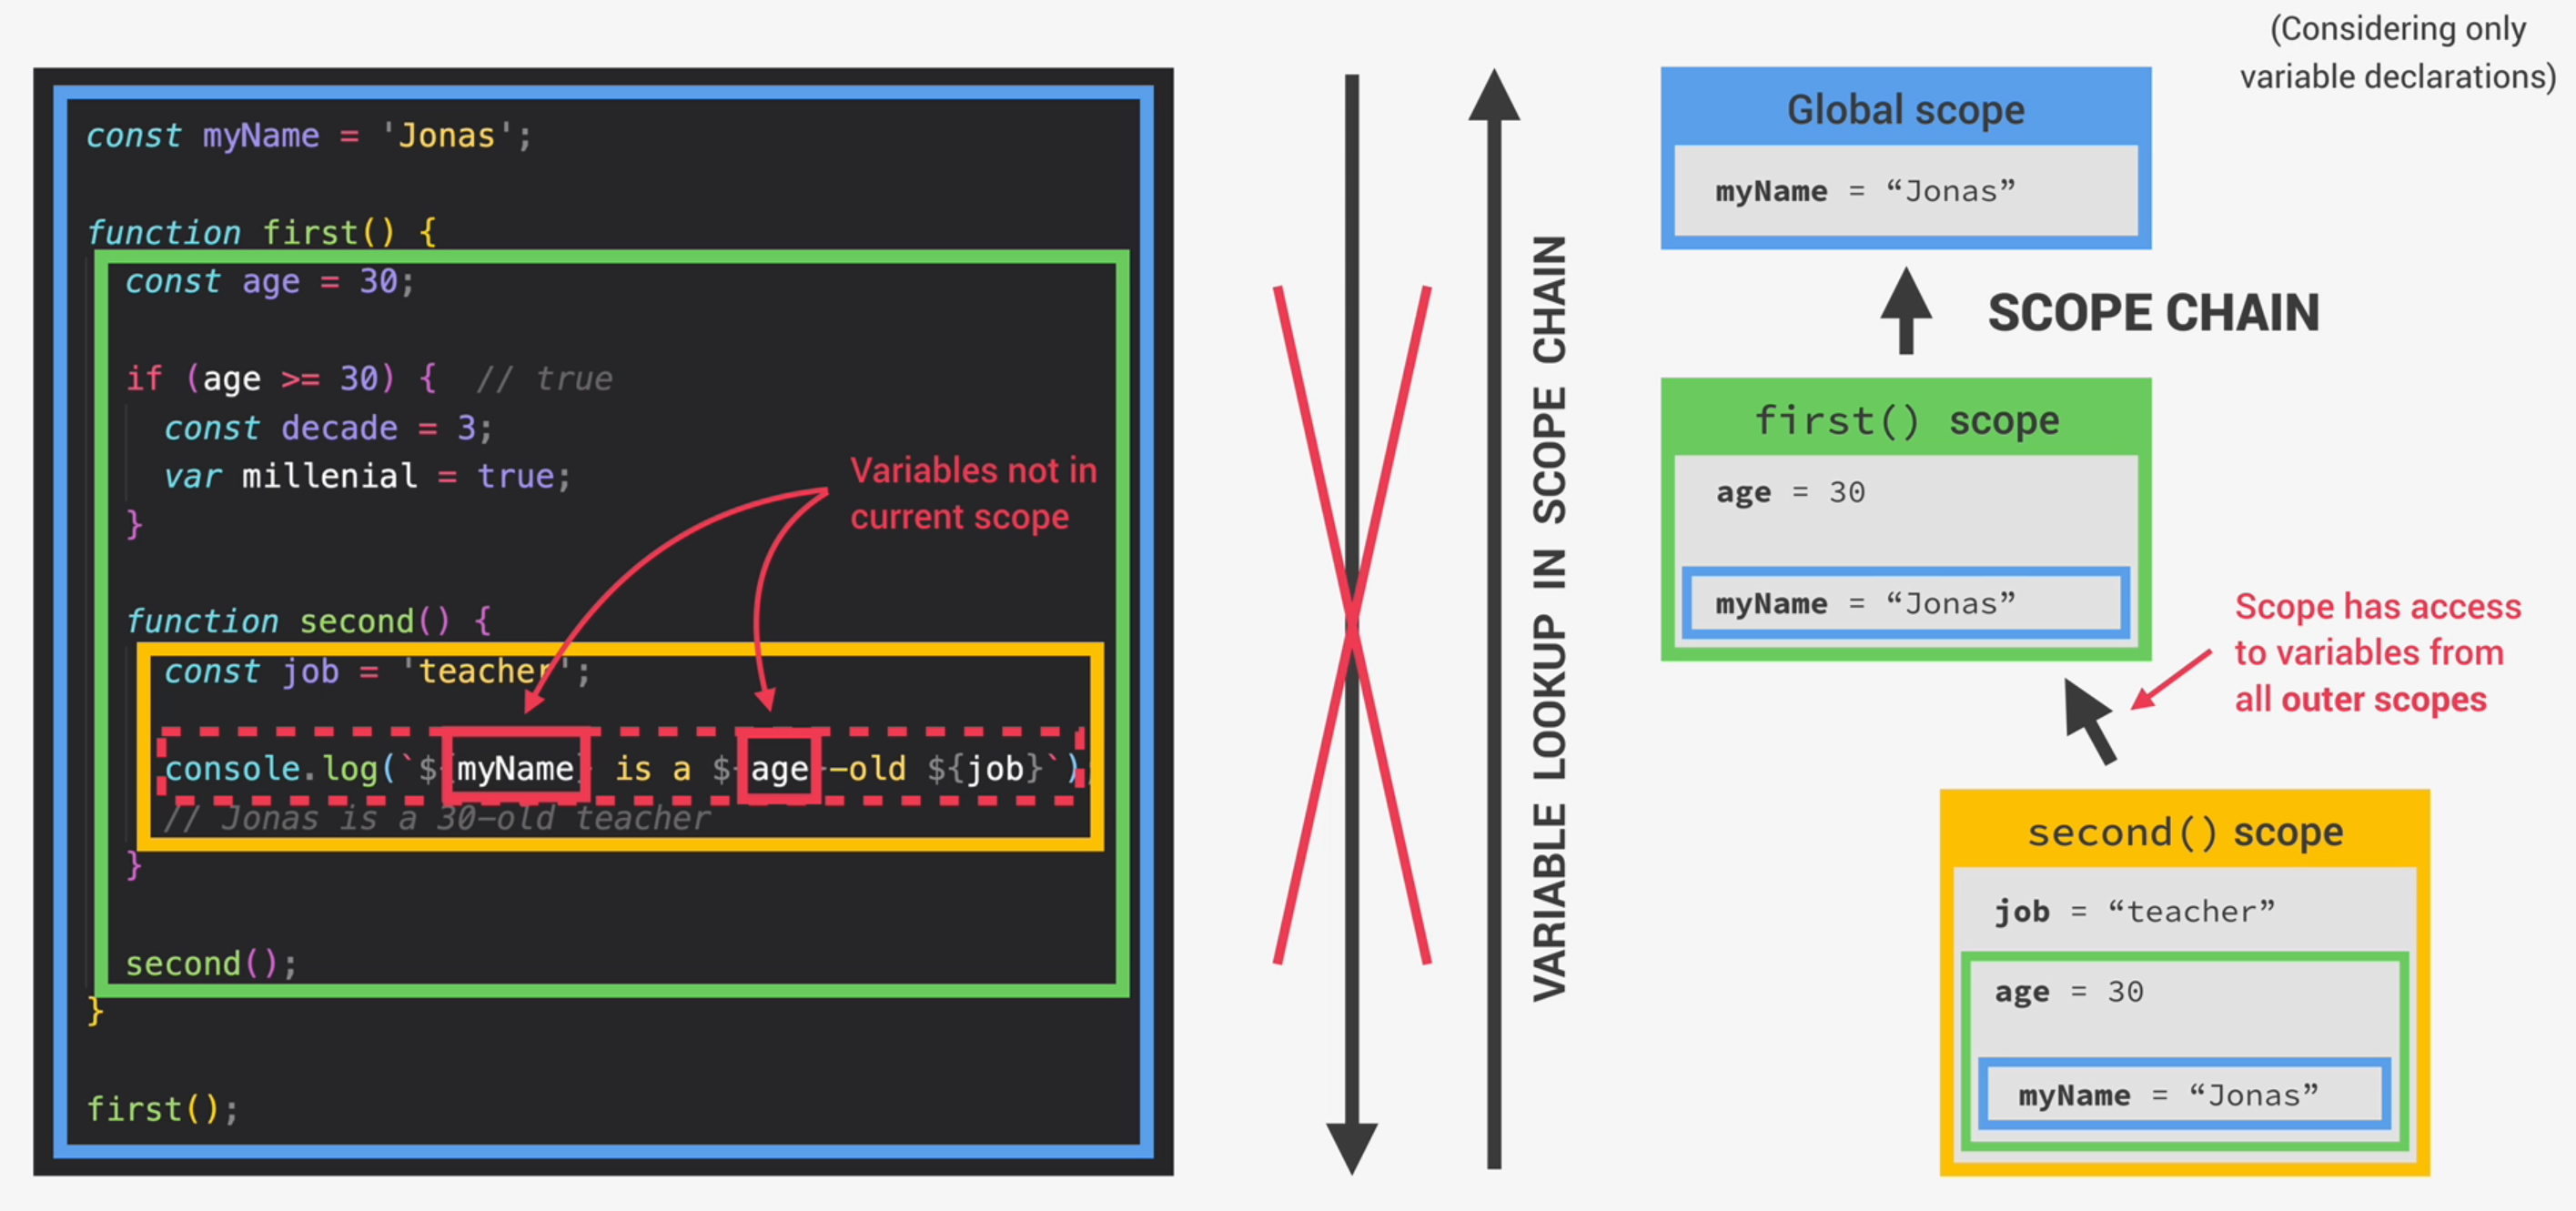 const myName = 'Jonas';
function first() {
const age = 30;
if (age >= 30) { // true
const decade = 3;
var millenial = true;
}
function second() {
const job = 'teacher';
console.log(`${myName} is a ${age}-old ${job}`)
// Jonas is a 30-old teacher
}
second();
}
first();
Variables not in
current scope
VARIABLE LOOKUP IN SCOPE CHAIN
(Considering only
variable declarations)
Global scope
myName = “Jonas”
SCOPE CHAIN
first() scope
age = 30
myName = “Jonas”
Scope has access
to variables from
all outer scopes
second() scope
job = “teacher”
age = 30
myName = “Jonas”